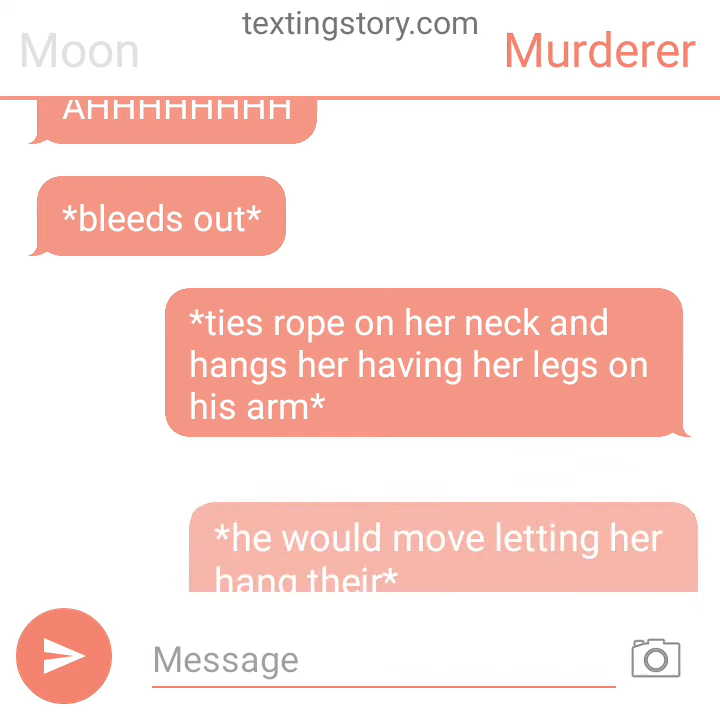 textingstory.com
Moon
Murderer
AHHHHHHHHH
*bleeds out*
*ties rope on her neck and
hangs her having her legs on
his arm*
*he would move letting her
hang their*
Message